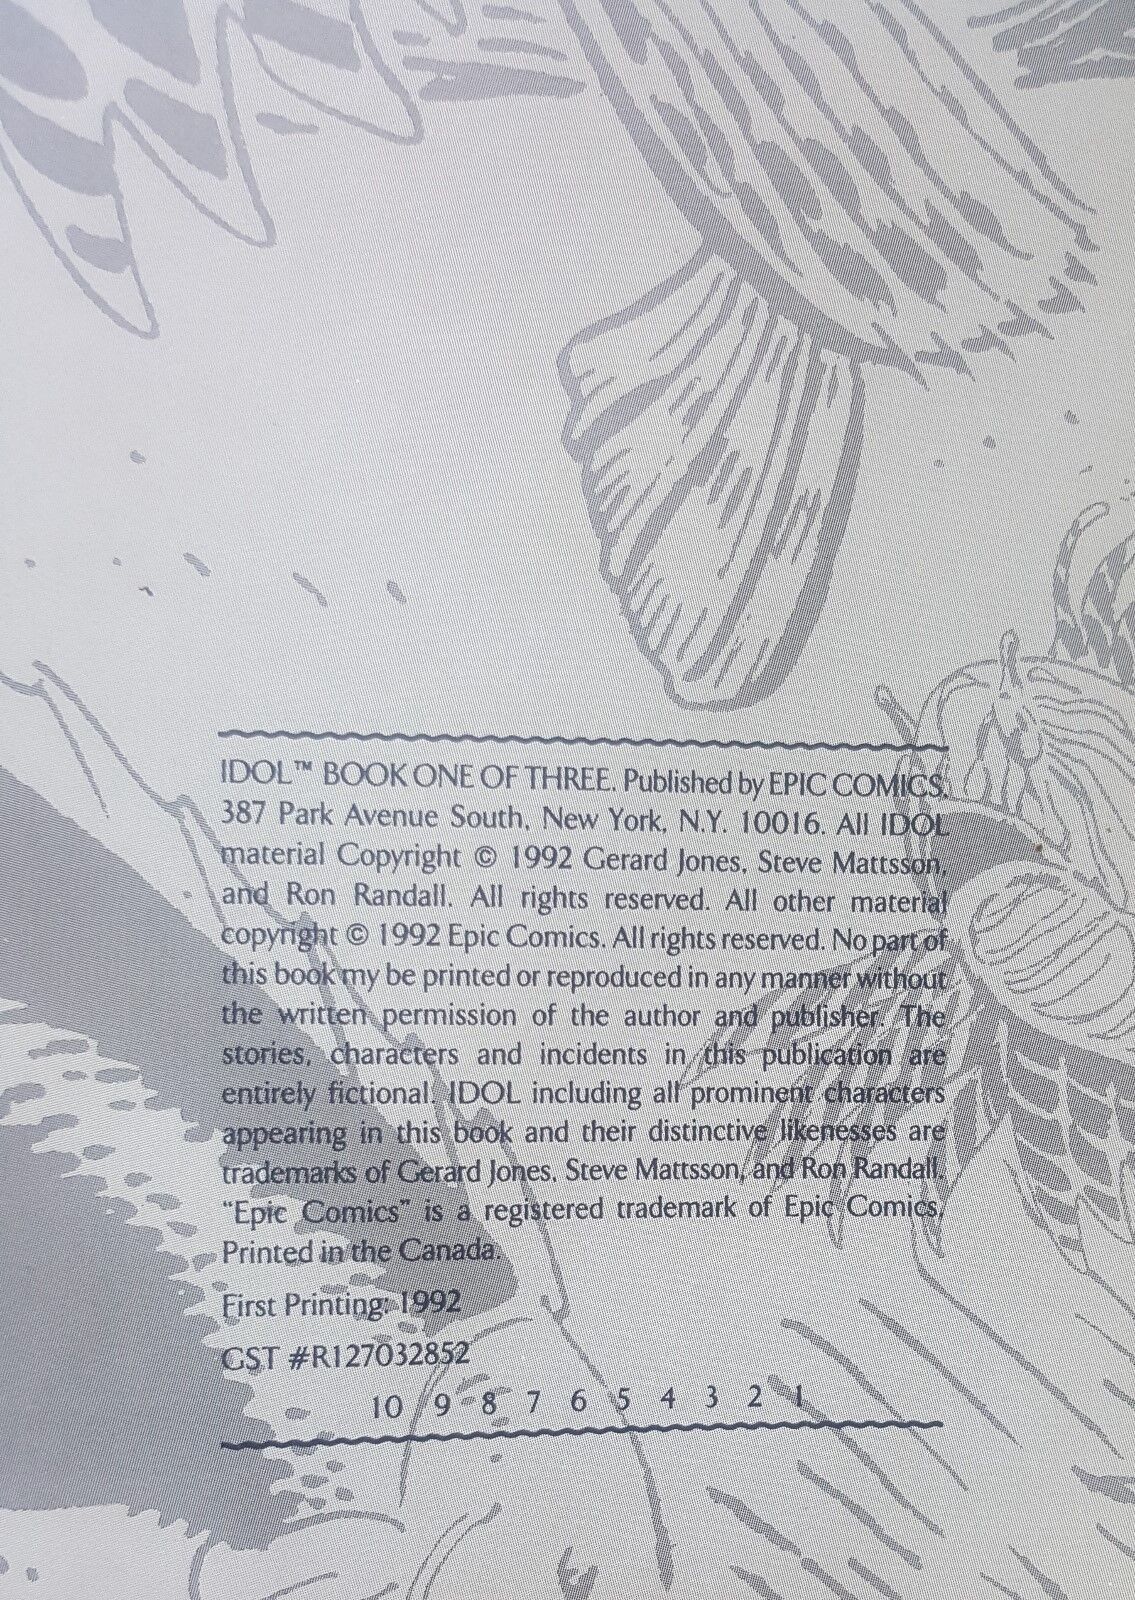 IDOL™ BOOK ONE OF THREE. Published by EPIC COMICS,
387 Park Avenue South, New York, N.Y. 10016. All IDOL
material Copyright © 1992 Gerard Jones, Steve Mattsson,
and Ron Randall. All rights reserved. All other material
copyright © 1992 Epic Comics. All rights reserved. No part of
this book my be printed or reproduced in any manner without
the written permission of the author and publisher. The
stories, characters and incidents in this publication are
entirely fictional. IDOL including all prominent characters
appearing in this book and their distinctive likenesses are
trademarks of Gerard Jones, Steve Mattsson, and Ron Randall.
“Epic Comics” is a registered trademark of Epic Comics,
Printed in the Canada.
First Printing: 1992
GST #R127032852
10 9 8 7 6 5 4 3 2 1